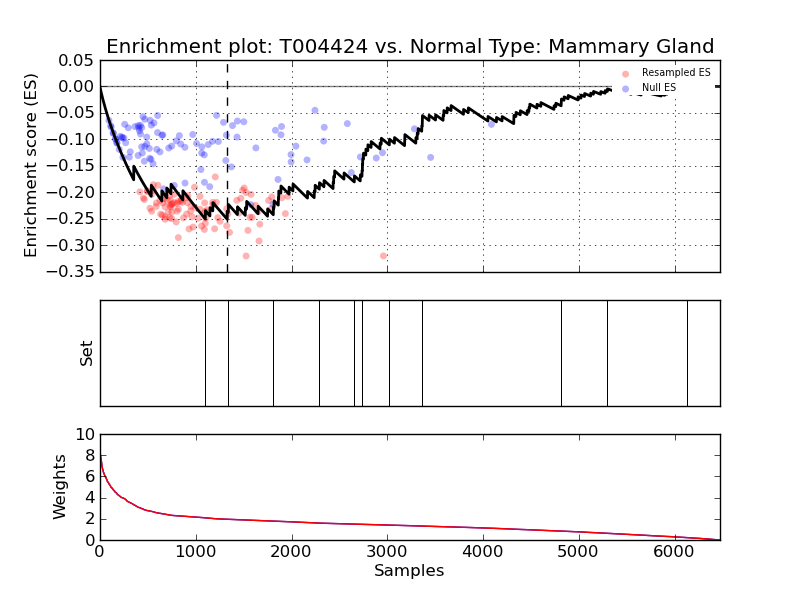 Enrichment plot: T004424 vs. Normal Type: Mammary Gland
Enrichment score (ES)
0.05
0.00
−0.05
−0.10
−0.15
−0.20
−0.25
−0.30
−0.35
Resampled ES
Null ES
Set
Weights
10
8
6
4
2
0
0 1000 2000 3000 4000 5000 6000
Samples